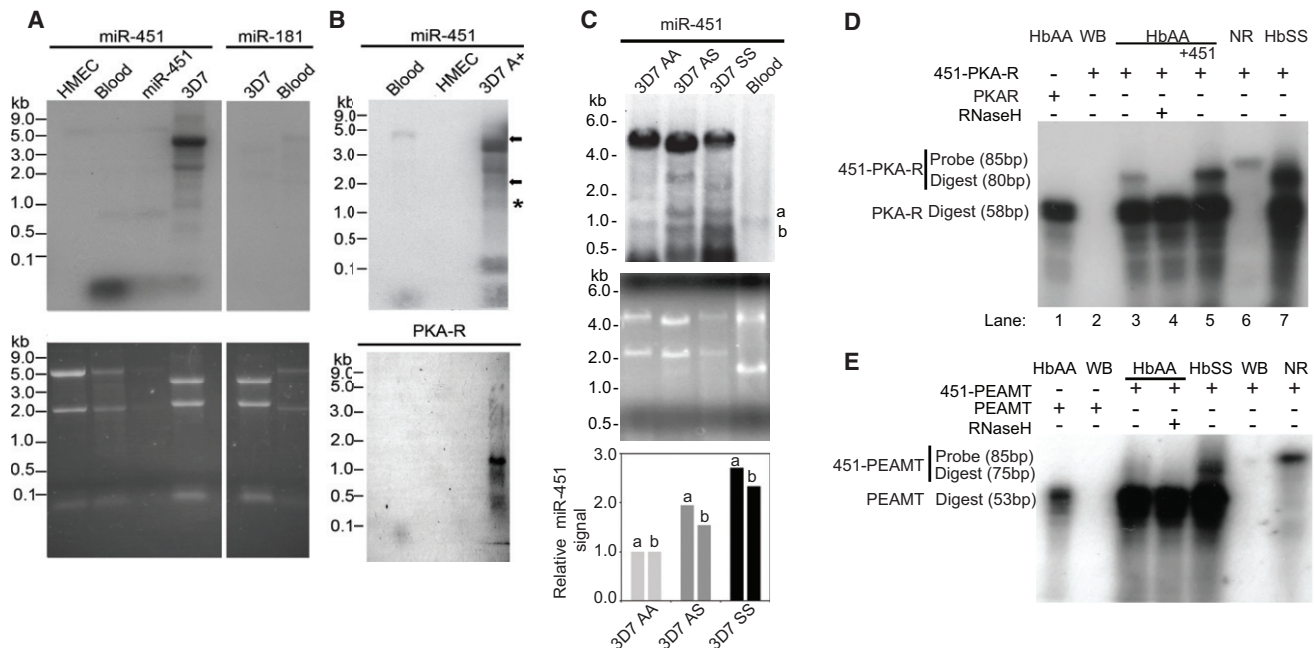 A
miR-451
miR-181
HMEC
Blood
miR-451
3D7
3D7
Blood
kb
9.0
5.0
3.0
2.0
1.0
0.5
0.1
kb
9.0
5.0
3.0
2.0
1.0
0.5
0.1
B
miR-451
Blood
HMEC
3D7 A+
kb
9.0
5.0
3.0
2.0
1.0
0.5
0.1
*
PKA-R
kb
9.0
5.0
3.0
2.0
1.0
0.5
0.1
C
miR-451
3D7 AA
3D7 AS
3D7 SS
Blood
kb
6.0
4.0
2.0
1.0
0.5
a
b
kb
6.0
4.0
2.0
1.0
0.5
Relative miR-451 signal
3.0
2.0
1.0
0.0
a b
a
b
a
b
3D7 AA
3D7 AS
3D7 SS
D
HbAA WB HbAA NR HbSS
+451
451-PKA-R - + + + + + +
PKAR + - - - - - -
RNaseH - - - + - - -
451-PKA-R
Probe (85bp)
Digest (80bp)
PKA-R Digest (58bp)
Lane: 1 2 3 4 5 6 7
E
HbAA WB HbAA HbSS WB NR
451-PEAMT - - + + + + +
PEAMT + + - - - - -
RNaseH - - - + - - -
451-PEAMT
Probe (85bp)
Digest (75bp)
PEAMT Digest (53bp)